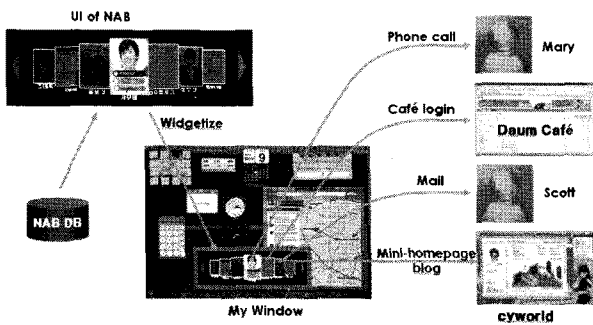 UI of NAB
Phone call
Mary
Café login
Widgetize
Daum Café
Mail
Scott
NAB DB
9
Mini-homepage
blog
My Window
cyworld